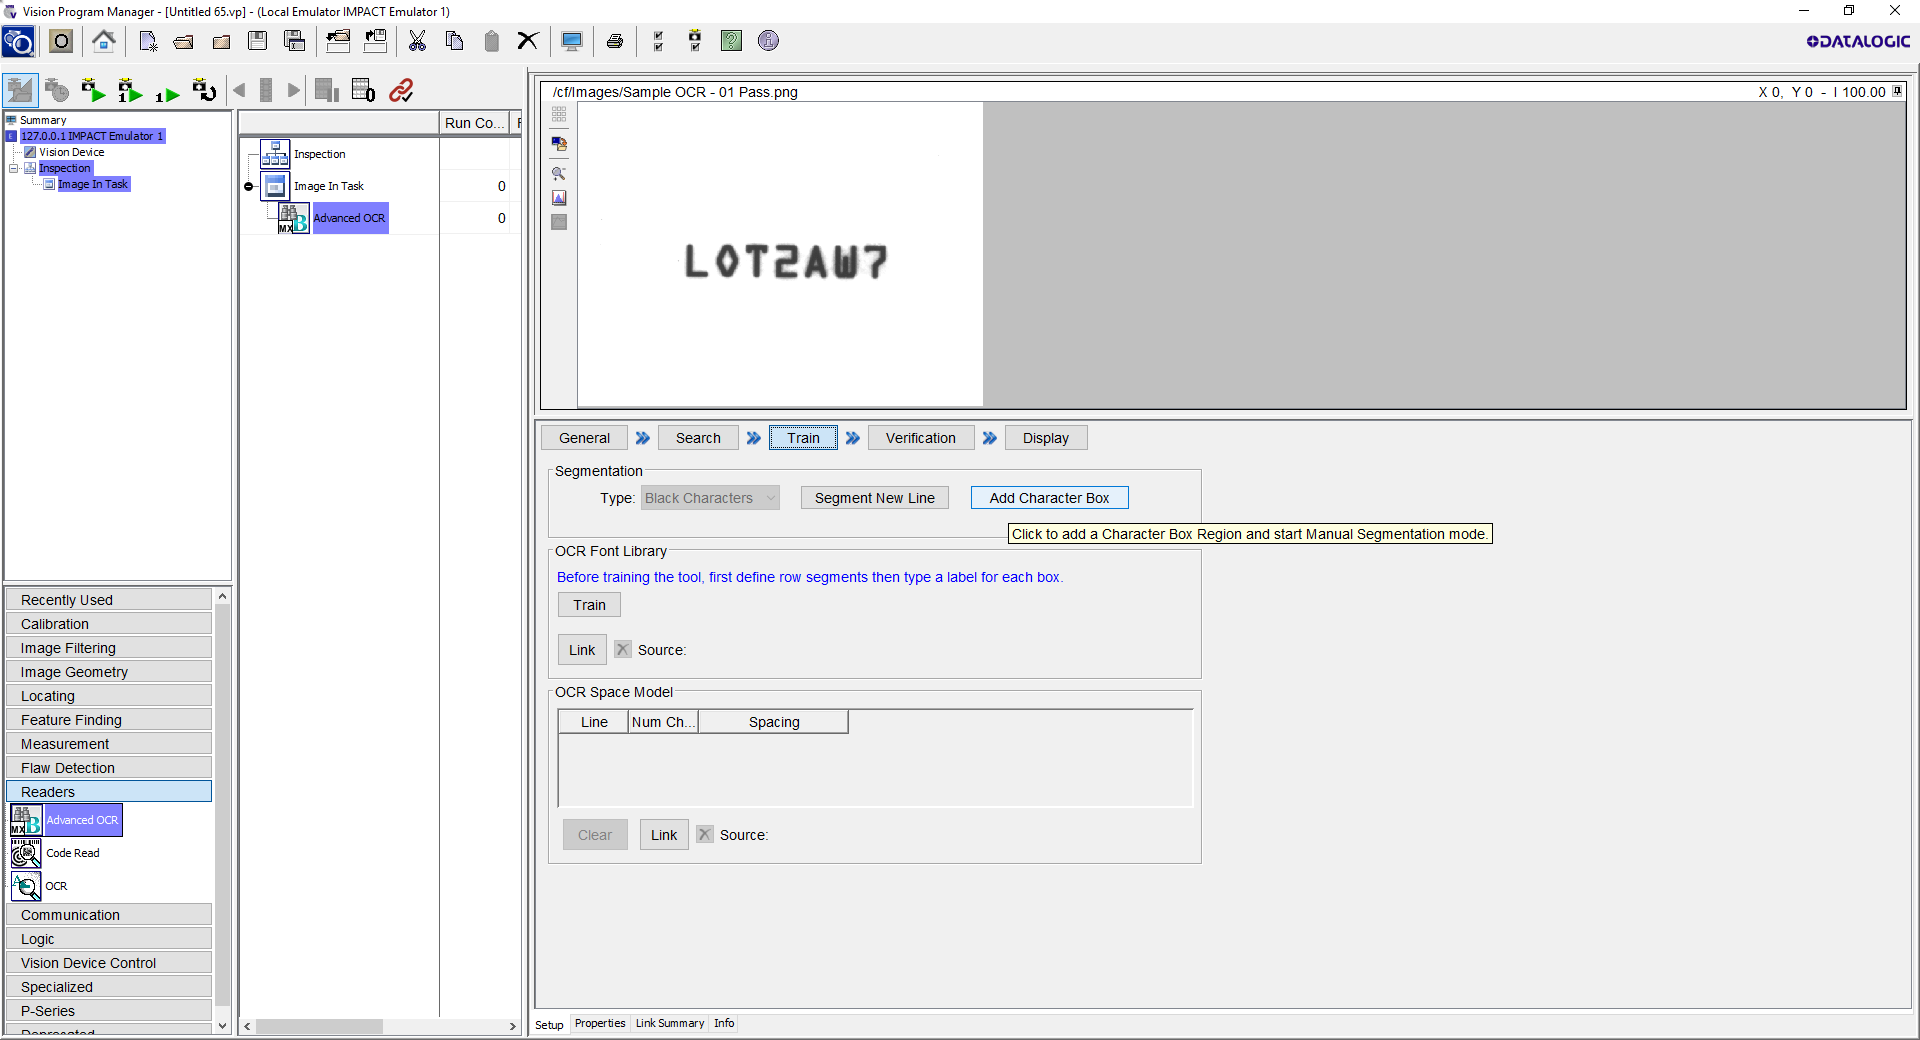 Vision Program Manager - [Untitled 65.vp] - (Local Emulator IMPACT Emulator 1)
DATALOGIC
Summary
127.0.0.1 IMPACT Emulator 1
Vision Device
Inspection
Image In Task
Run Co...
Inspection
Image In Task 0
Advanced OCR 0
/cf/Images/Sample OCR - 01 Pass.png
X 0, Y 0 - I 100.00
LOT2AW7
General
Search
Train
Verification
Display
Segmentation
Type: Black Characters
Segment New Line
Add Character Box
Click to add a Character Box Region and start Manual Segmentation mode.
OCR Font Library
Before training the tool, first define row segments then type a label for each box.
Train
Link
Source:
OCR Space Model
Line
Num Ch...
Spacing
Clear
Link
Source:
Recently Used
Calibration
Image Filtering
Image Geometry
Locating
Feature Finding
Measurement
Flaw Detection
Readers
Advanced OCR
Code Read
OCR
Communication
Logic
Vision Device Control
Specialized
P-Series
Deprecated
Setup
Properties
Link Summary
Info